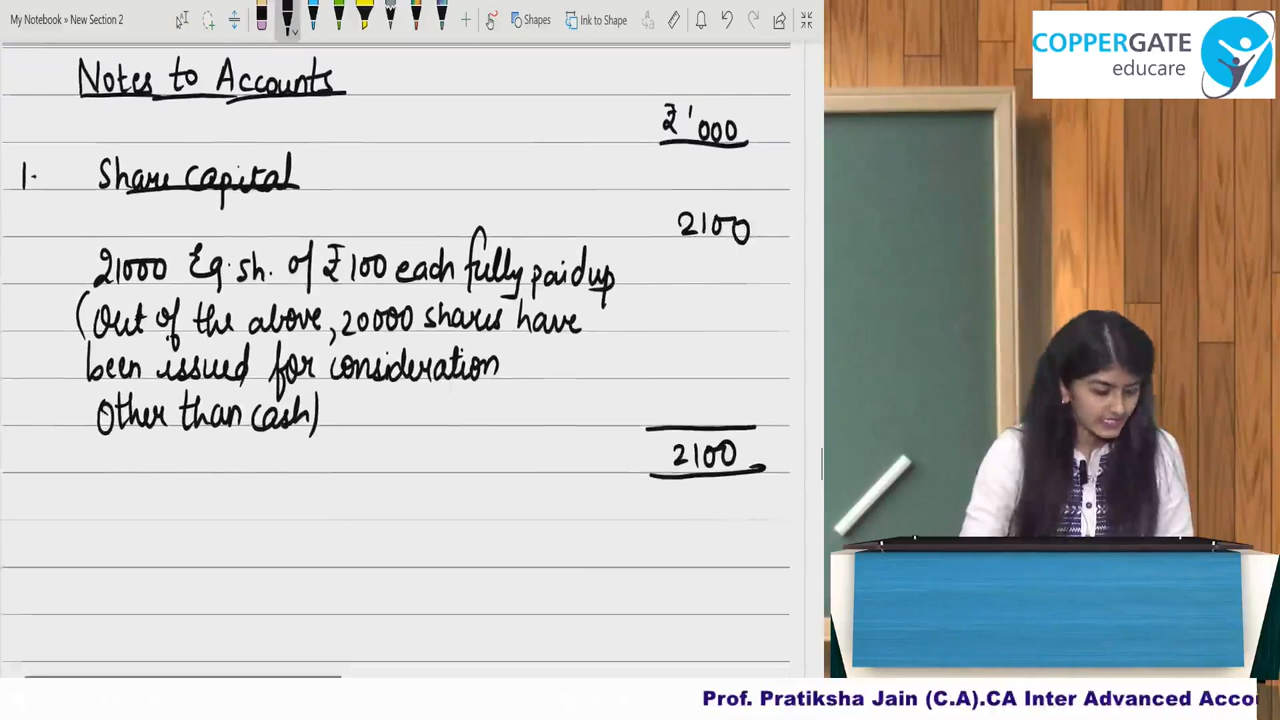 My Notebook » New Section 2
Shapes
Ink to Shape
COPPERGATE
educare
Notes to Accounts
₹'000
1. Share Capital
2100
21000 Eq. sh. of ₹100 each fully paid up
(Out of the above, 20000 shares have
been issued for consideration
Other than cash)
2100
Prof. Pratiksha Jain (C.A).CA Inter Advanced Acco